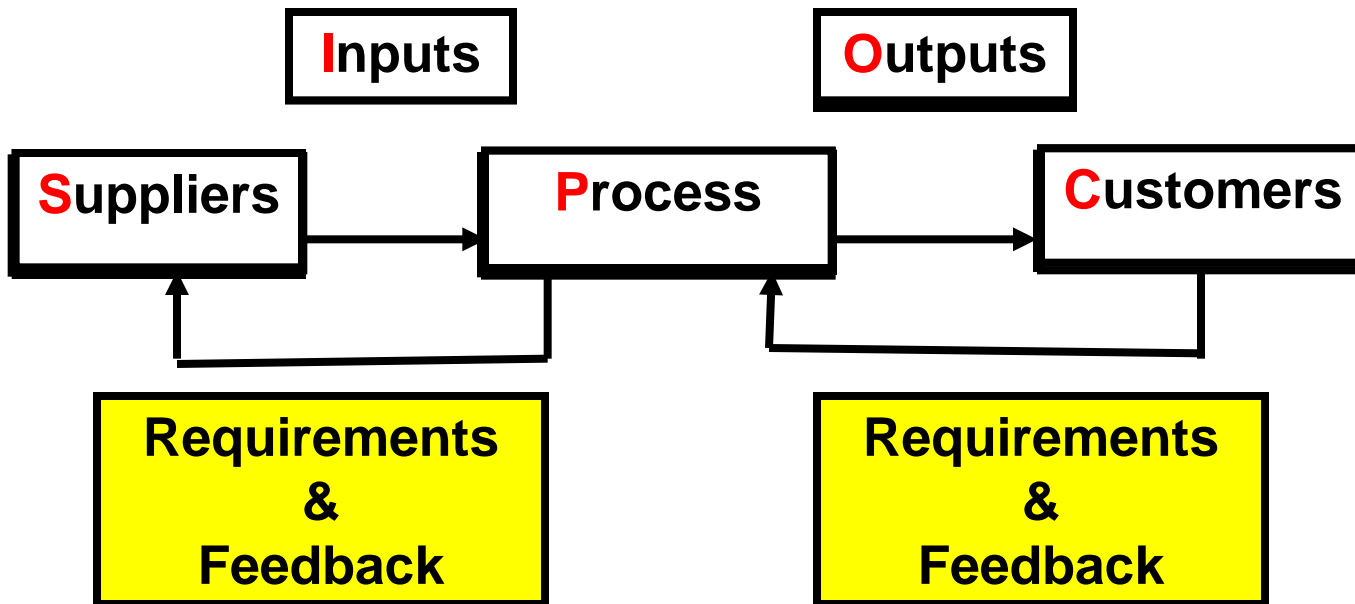 Inputs
Outputs
Suppliers
Process
Customers
Requirements
&
Feedback
Requirements
&
Feedback